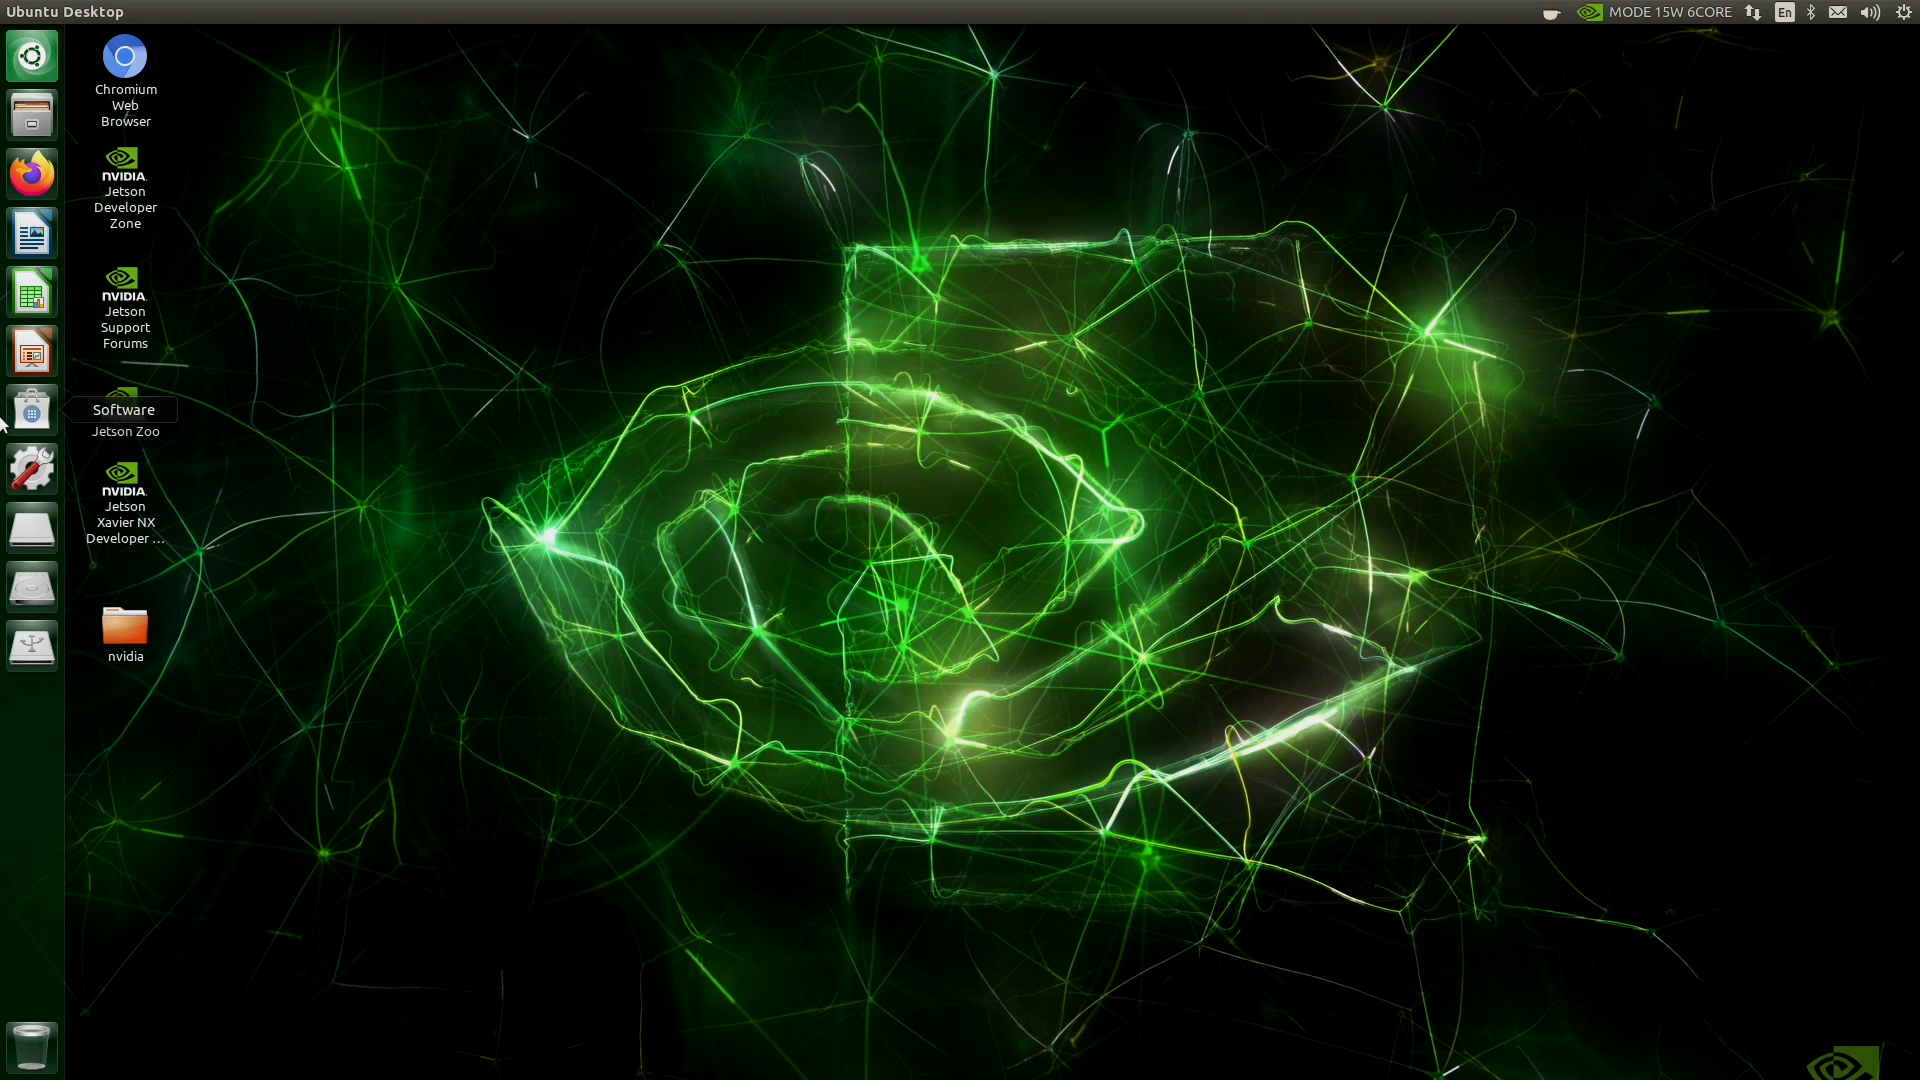 Ubuntu Desktop
MODE 15W 6CORE
En
Chromium
Web
Browser
NVIDIA.
Jetson
Developer
Zone
NVIDIA.
Jetson
Support
Forums
Software
Jetson Zoo
NVIDIA.
Jetson
Xavier NX
Developer ...
nvidia